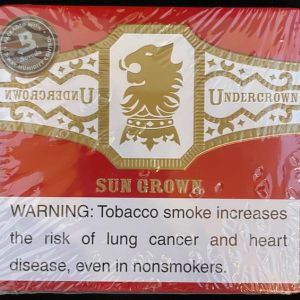 UNDERCROWN
UNDERCROWN
SUN GROWN
WARNING: Tobacco smoke increases
the risk of lung cancer and heart
disease, even in nonsmokers.